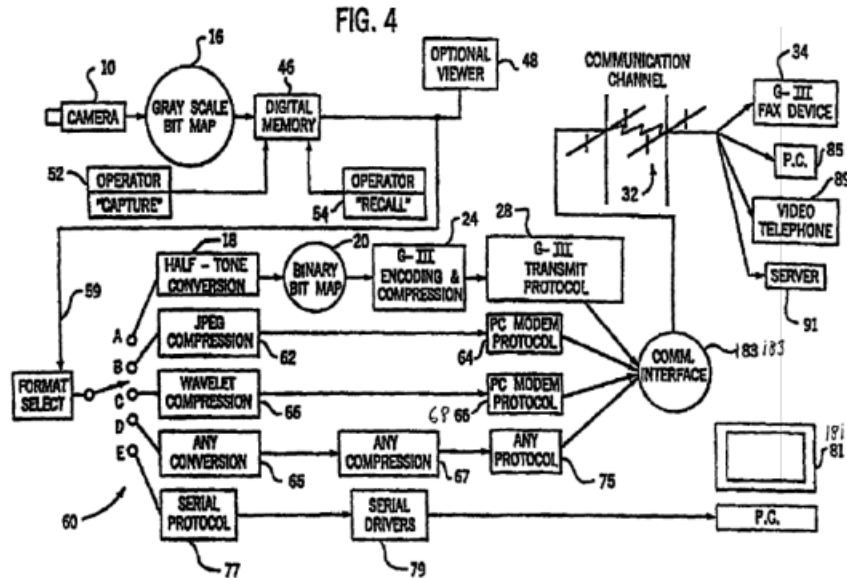 FIG. 4
16
10
46
OPTIONAL
VIEWER
48
COMMUNICATION
CHANNEL
34
G-III
FAX DEVICE
CAMERA
GRAY SCALE
BIT MAP
DIGITAL
MEMORY
P.C.
85
89
52
OPERATOR
"CAPTURE"
54
OPERATOR
"RECALL"
32
VIDEO
TELEPHONE
18
20
24
28
SERVER
91
59
HALF - TONE
CONVERSION
BINARY
BIT MAP
G-III
ENCODING &
COMPRESSION
G-III
TRANSMIT
PROTOCOL
A
JPEG
COMPRESSION
62
PC MODEM
PROTOCOL
64
COMM.
INTERFACE
183 183
B
FORMAT
SELECT
C
WAVELET
COMPRESSION
66
PC MODEM
PROTOCOL
68 66
D
ANY
CONVERSION
65
ANY
COMPRESSION
67
ANY
PROTOCOL
75
181
81
E
60
SERIAL
PROTOCOL
77
SERIAL
DRIVERS
79
P.C.